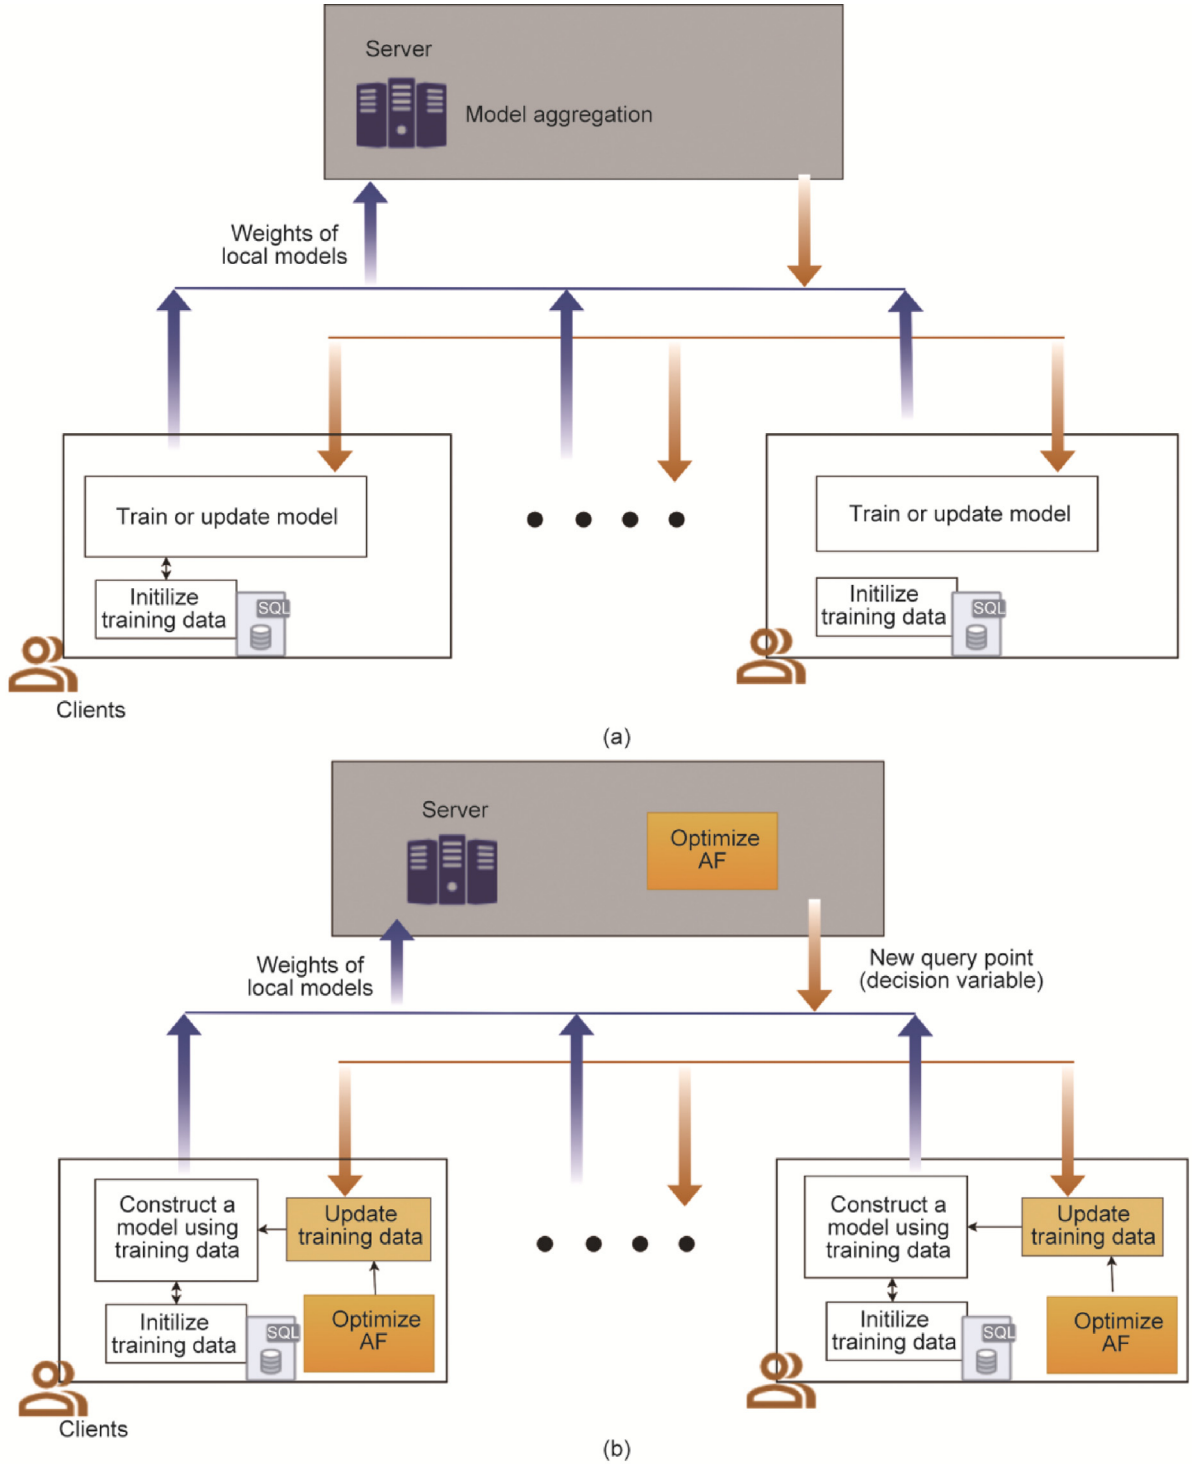 Server
Model aggregation
Weights of
local models
Train or update model
Initilize
training data
SQL
Clients
Train or update model
Initilize
training data
SQL
(a)
Server
Optimize
AF
Weights of
local models
New query point
(decision variable)
Construct a
model using
training data
Update
training data
Initilize
training data
SQL
Optimize
AF
Clients
Construct a
model using
training data
Update
training data
Initilize
training data
SQL
Optimize
AF
(b)